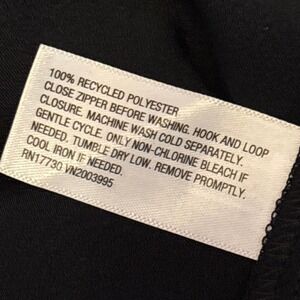 100% RECYCLED POLYESTER
CLOSE ZIPPER BEFORE WASHING. HOOK AND LOOP
CLOSURE. MACHINE WASH COLD SEPARATELY.
GENTLE CYCLE. ONLY NON-CHLORINE BLEACH IF
NEEDED. TUMBLE DRY LOW. REMOVE PROMPTLY.
COOL IRON IF NEEDED.
RN17730 VN2003995